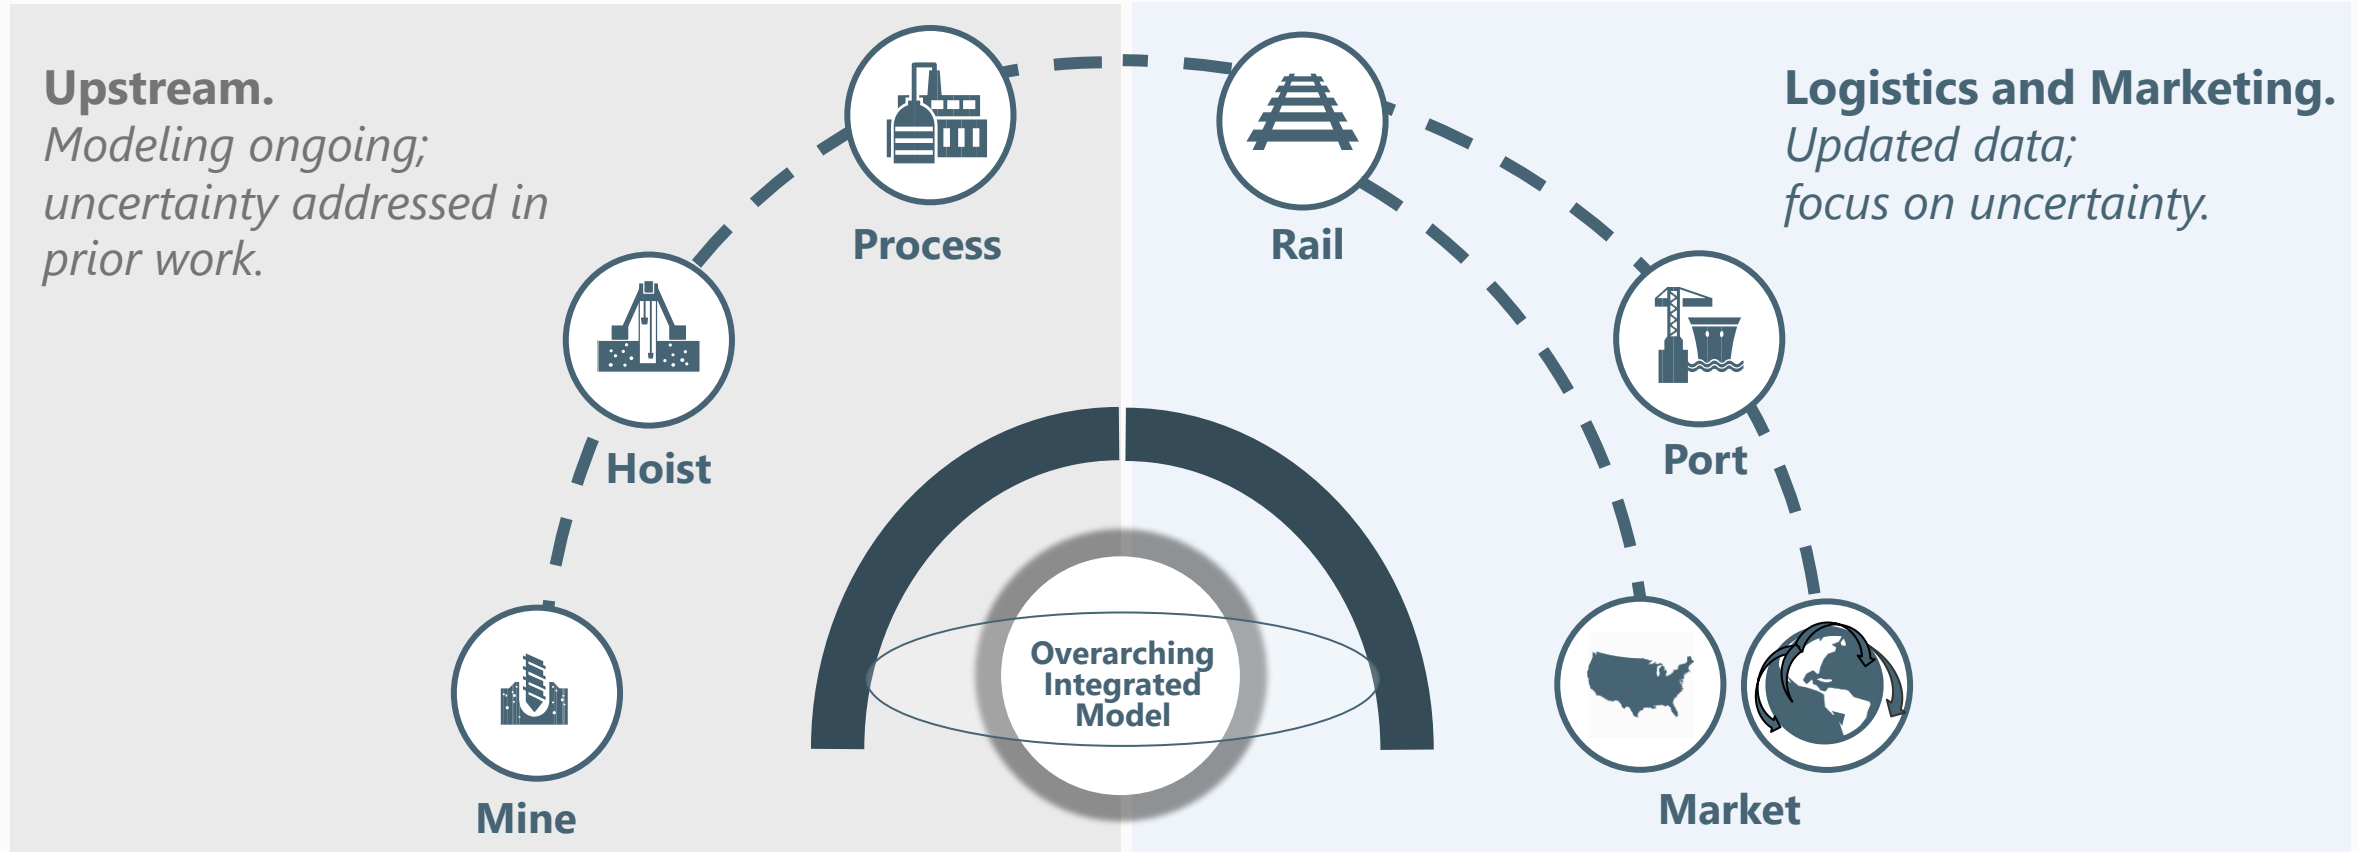 Upstream.
Modeling ongoing;
uncertainty addressed in
prior work.
Logistics and Marketing.
Updated data;
focus on uncertainty.
Process
Rail
Hoist
Port
Overarching
Integrated
Model
Mine
Market